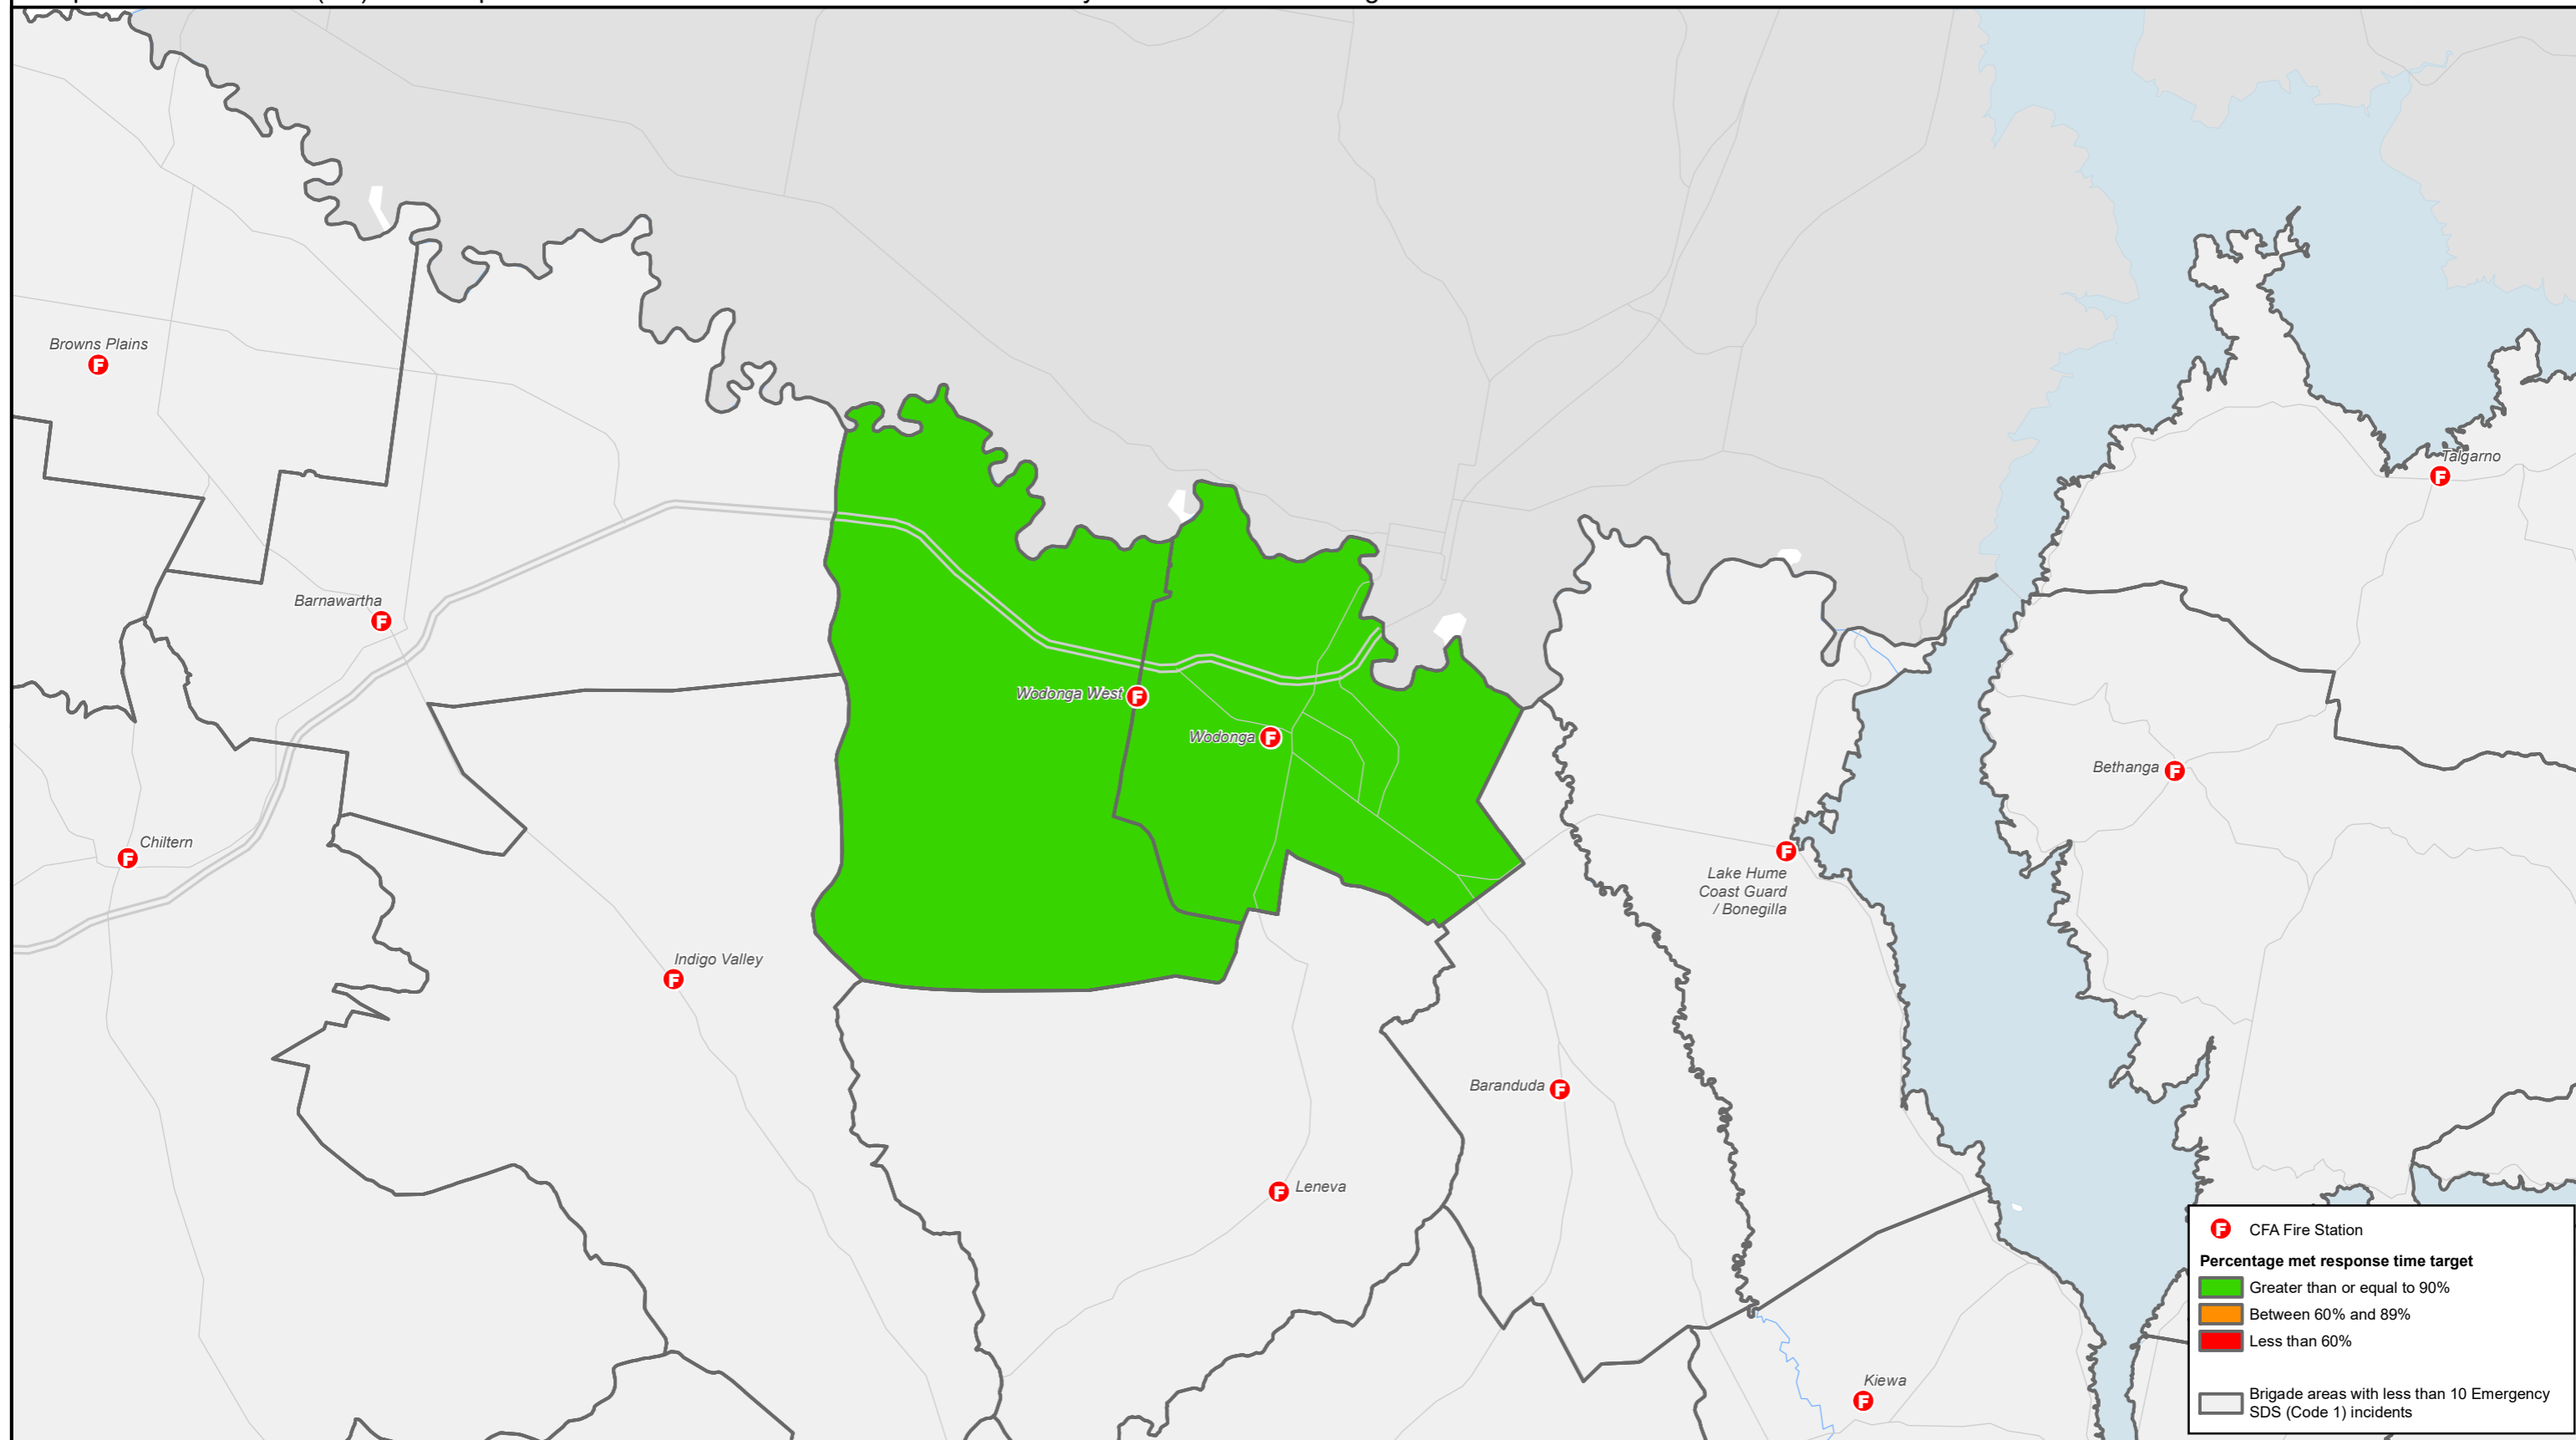 Browns Plains
Talgarno
Barnawartha
Wodonga West
Wodonga
Bethanga
Chiltern
Lake Hume
Coast Guard
/ Bonegilla
Indigo Valley
Baranduda
Leneva
Kiewa
CFA Fire Station
Percentage met response time target
Greater than or equal to 90%
Between 60% and 89%
Less than 60%
Brigade areas with less than 10 Emergency
SDS (Code 1) incidents